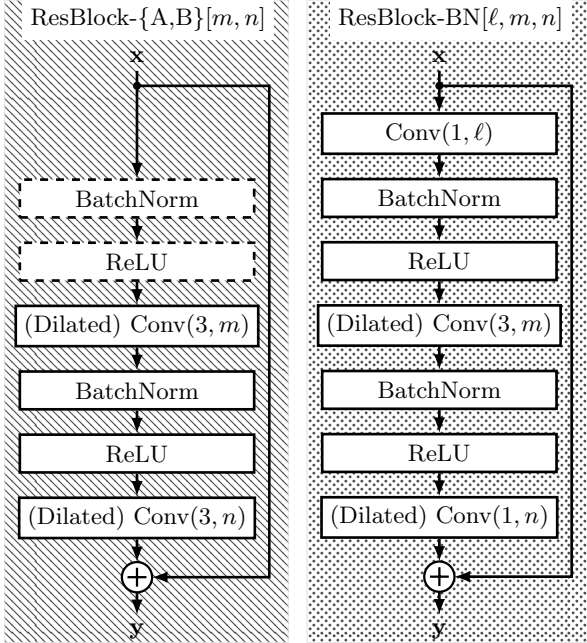 ResBlock-{A,B}[m, n]
x
BatchNorm
ReLU
(Dilated) Conv(3, m)
BatchNorm
ReLU
(Dilated) Conv(3, n)
+
y
ResBlock-BN[ℓ, m, n]
x
Conv(1, ℓ)
BatchNorm
ReLU
(Dilated) Conv(3, m)
BatchNorm
ReLU
(Dilated) Conv(1, n)
+
y